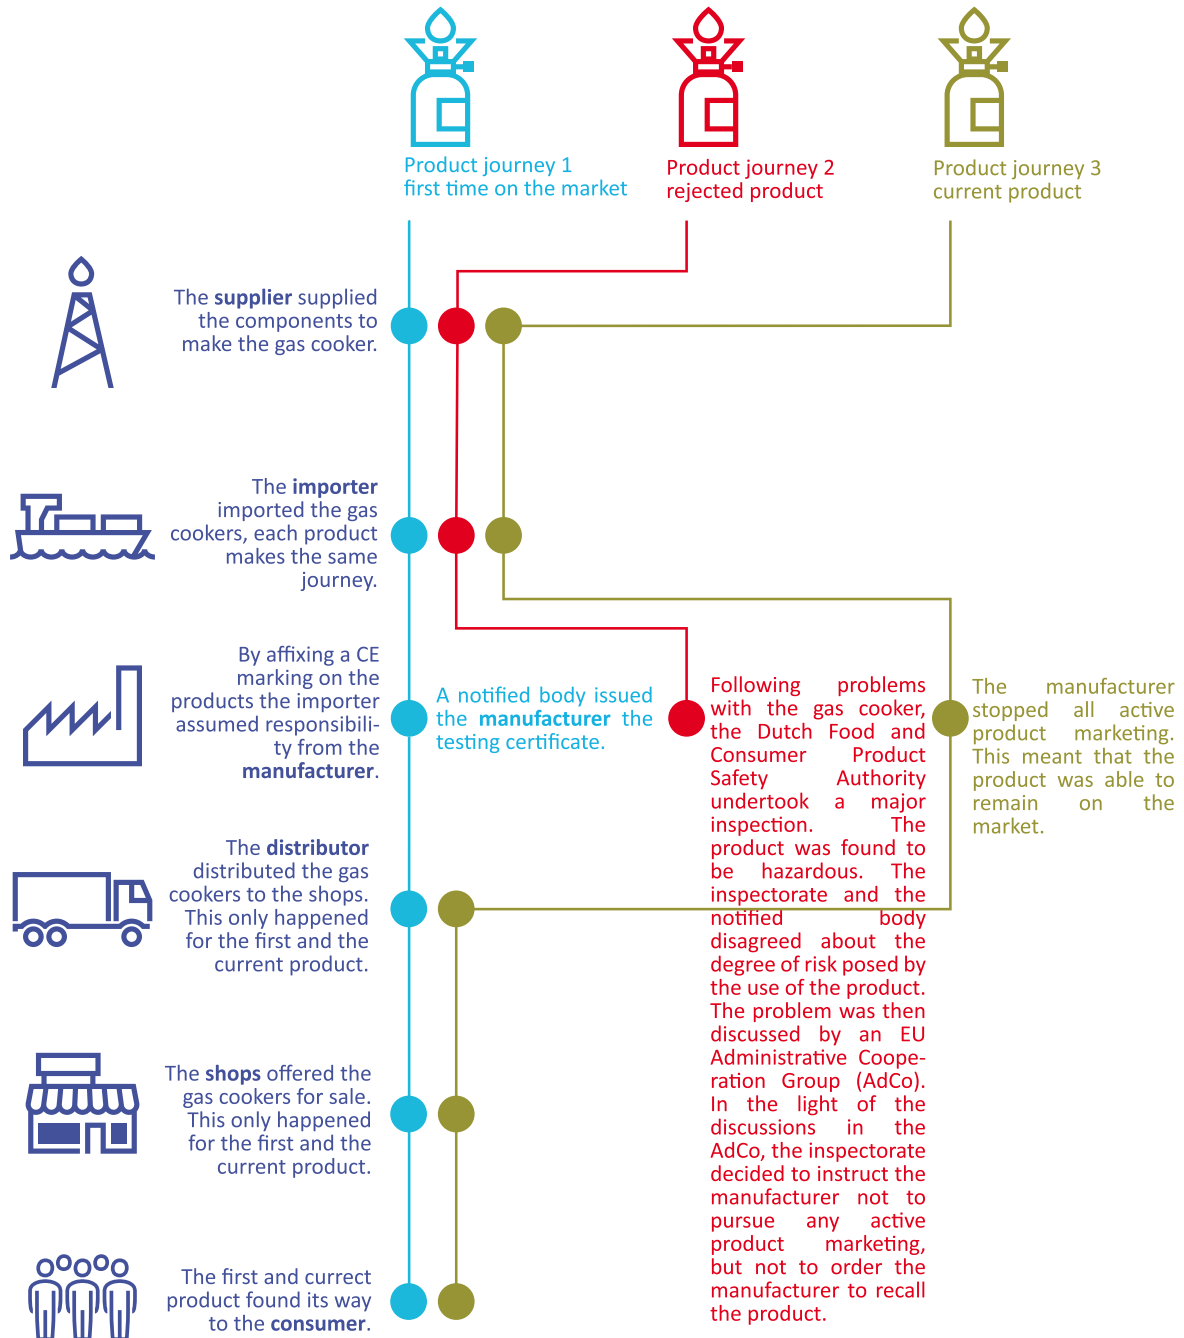 Product journey 1
first time on the market
Product journey 2
rejected product
Product journey 3
current product
The supplier supplied
the components to
make the gas cooker.
The importer
imported the gas
cookers, each product
makes the same
journey.
By affixing a CE
marking on the
products the importer
assumed responsibili-
ty from the
manufacturer.
A notified body issued
the manufacturer the
testing certificate.
Following problems
with the gas cooker,
the Dutch Food and
Consumer Product
Safety Authority
undertook a major
inspection. The
product was found to
be hazardous. The
inspectorate and the
notified body
disagreed about the
degree of risk posed by
the use of the product.
The problem was then
discussed by an EU
Administrative Coope-
ration Group (AdCo).
In the light of the
discussions in the
AdCo, the inspectorate
decided to instruct the
manufacturer not to
pursue any active
product marketing,
but not to order the
manufacturer to recall
the product.
The manufacturer
stopped all active
product marketing.
This meant that the
product was able to
remain on the
market.
The distributor
distributed the gas
cookers to the shops.
This only happened
for the first and the
current product.
The shops offered the
gas cookers for sale.
This only happened
for the first and the
current product.
The first and currect
product found its way
to the consumer.